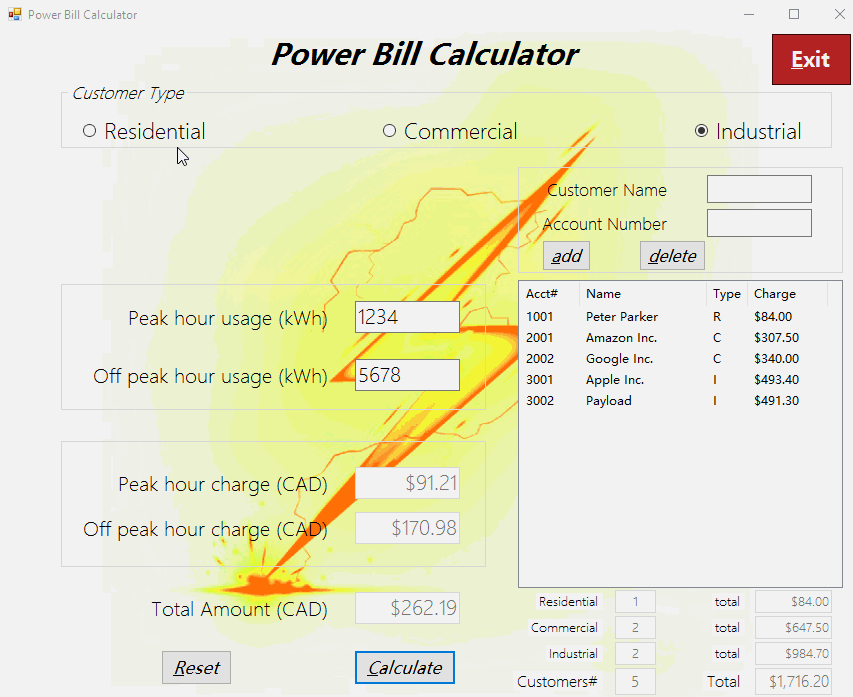 Power Bill Calculator
Power Bill Calculator
Exit
Customer Type
Residential Commercial Industrial
Customer Name
Account Number
add delete
Peak hour usage (kWh) 1234
Off peak hour usage (kWh) 5678
Acct# Name Type Charge
1001 Peter Parker R $84.00
2001 Amazon Inc. C $307.50
2002 Google Inc. C $340.00
3001 Apple Inc. I $493.40
3002 Payload I $491.30
Peak hour charge (CAD) $91.21
Off peak hour charge (CAD) $170.98
Total Amount (CAD) $262.19
Reset Calculate
Residential 1 total $84.00
Commercial 2 total $647.50
Industrial 2 total $984.70
Customers# 5 Total $1,716.20